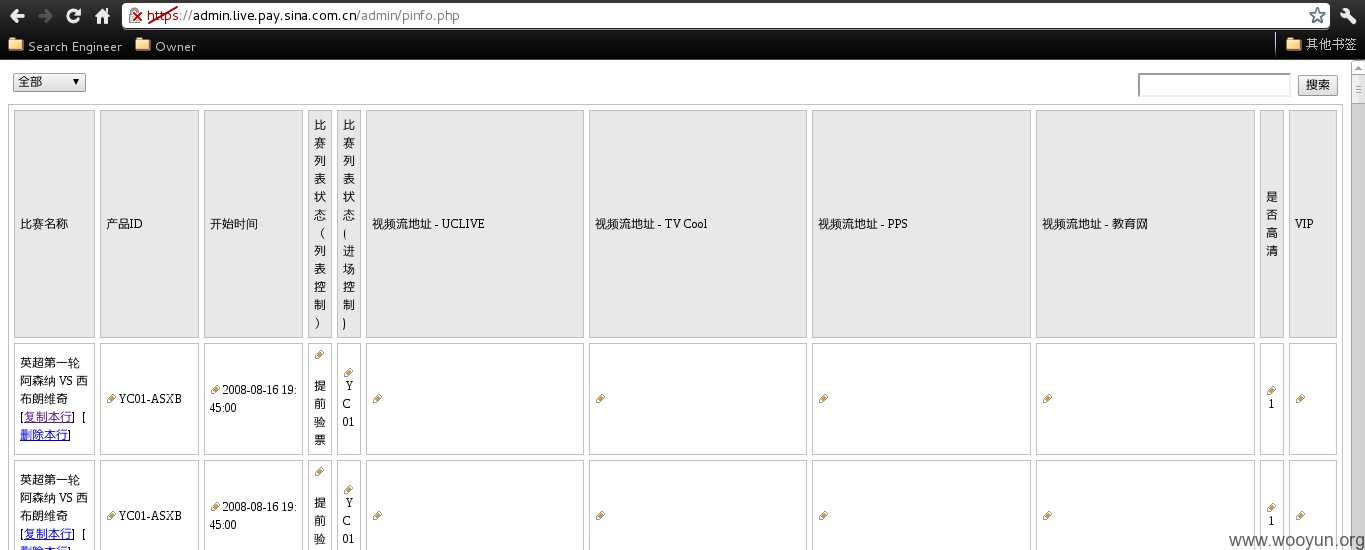 https://admin.live.pay.sina.com.cn/admin/pinfo.php
Search Engineer Owner 其他书签
全部 搜索
比赛名称 产品ID 开始时间 比赛列表状态（列表控制） 比赛列表状态(进场控制) 视频流地址 - UCLIVE 视频流地址 - TV Cool 视频流地址 - PPS 视频流地址 - 教育网 是否高清 VIP
英超第一轮
阿森纳 VS 西
布朗维奇
[复制本行] [
删除本行]
YC01-ASXB
2008-08-16 19:
45:00
提前验票
YC01
1
英超第一轮
阿森纳 VS 西
布朗维奇
[复制本行] [
删除本行]
YC01-ASXB
2008-08-16 19:
45:00
提前验
YC01
1
www.wooyun.org